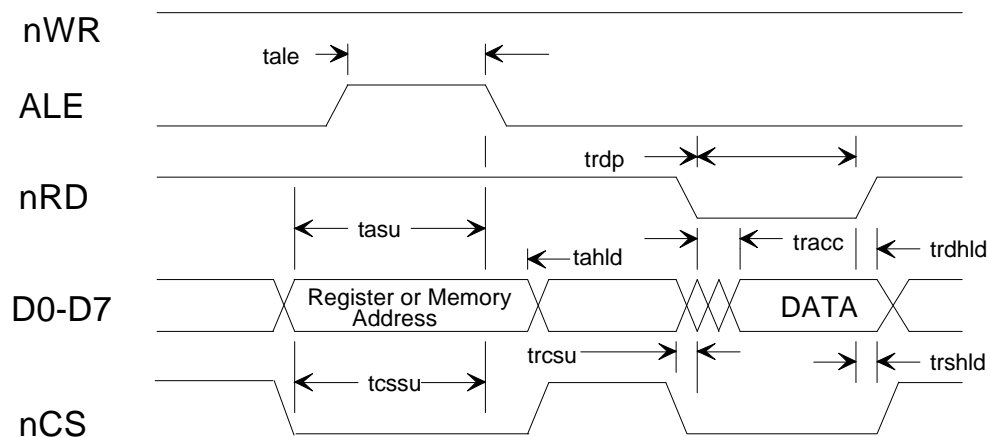 nWR
tale
ALE
trdp
nRD
tasu
tracc
tahld
trdhld
D0-D7
Register or Memory
Address
DATA
trcsu
trshld
tcssu
nCS